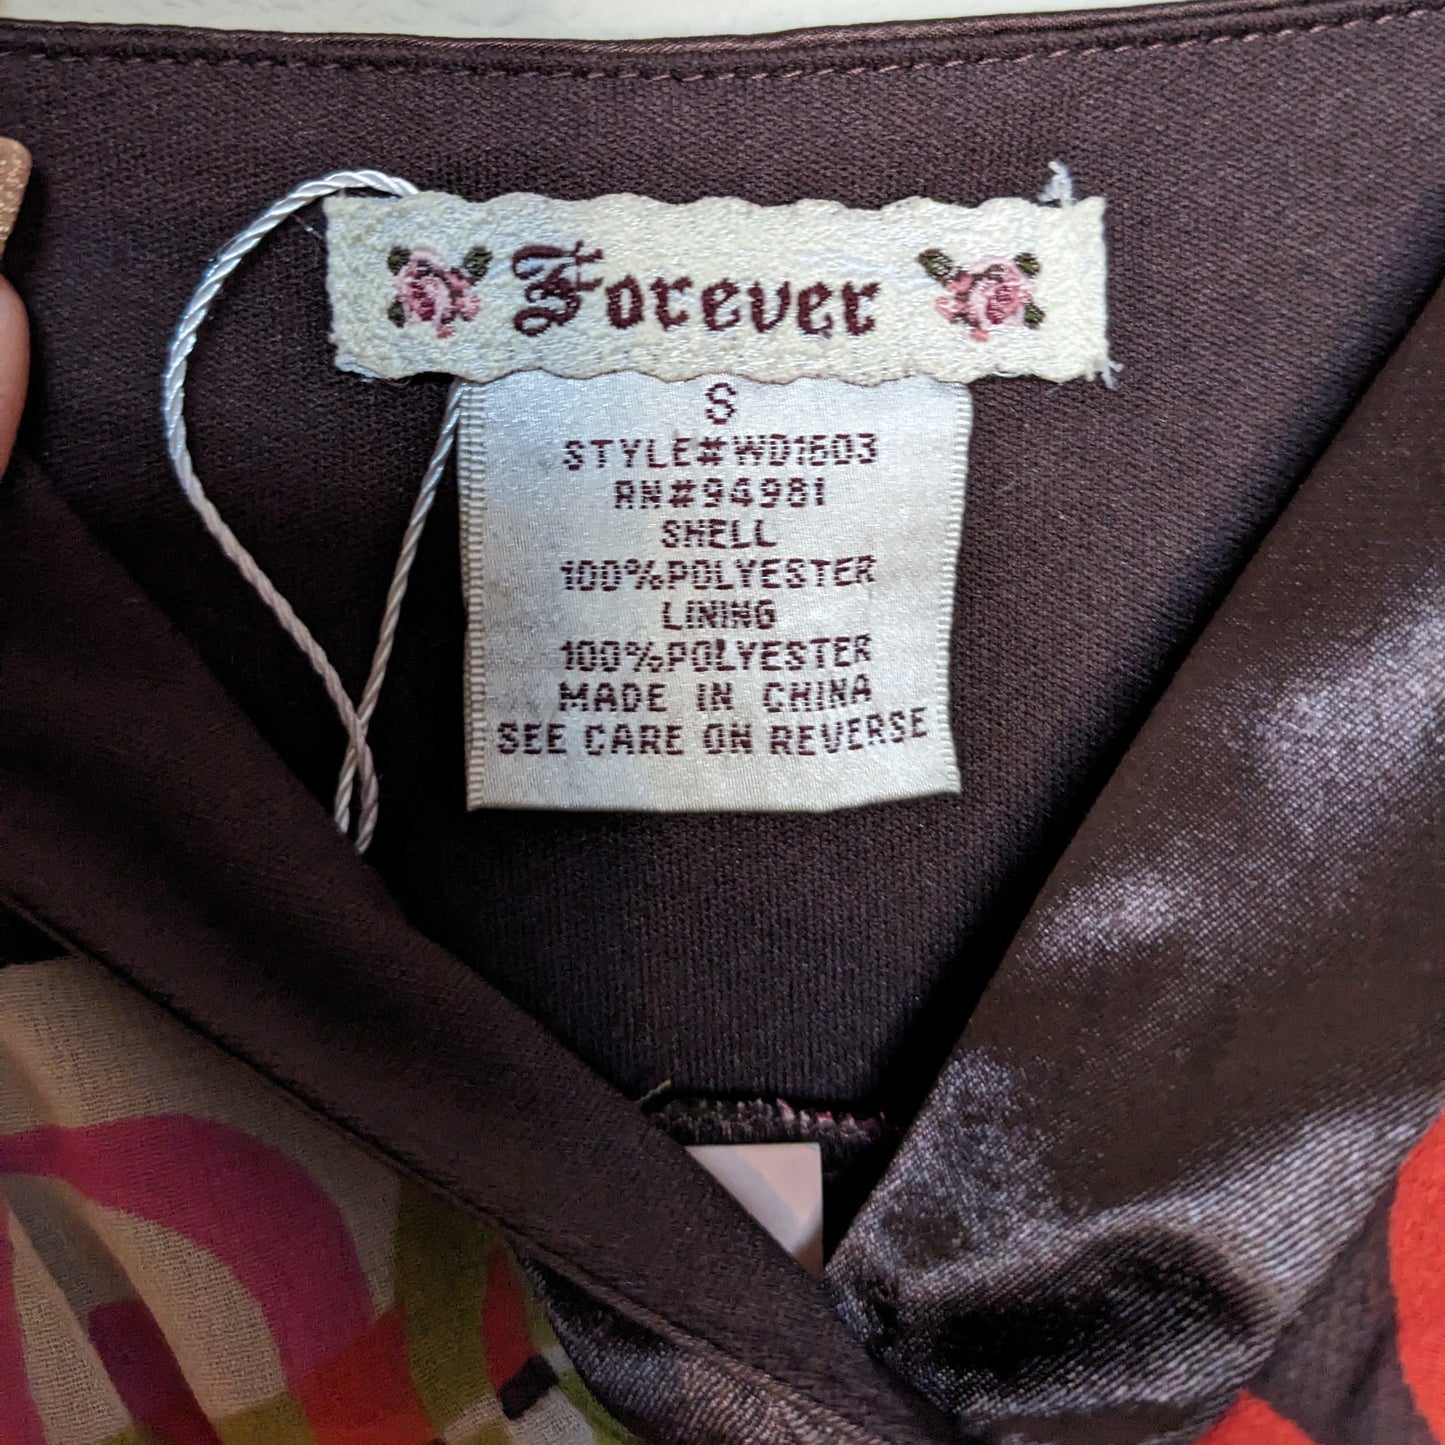 Forever
S
STYLE#WD1603
RN#94981
SHELL
100%POLYESTER
LINING
100%POLYESTER
MADE IN CHINA
SEE CARE ON REVERSE